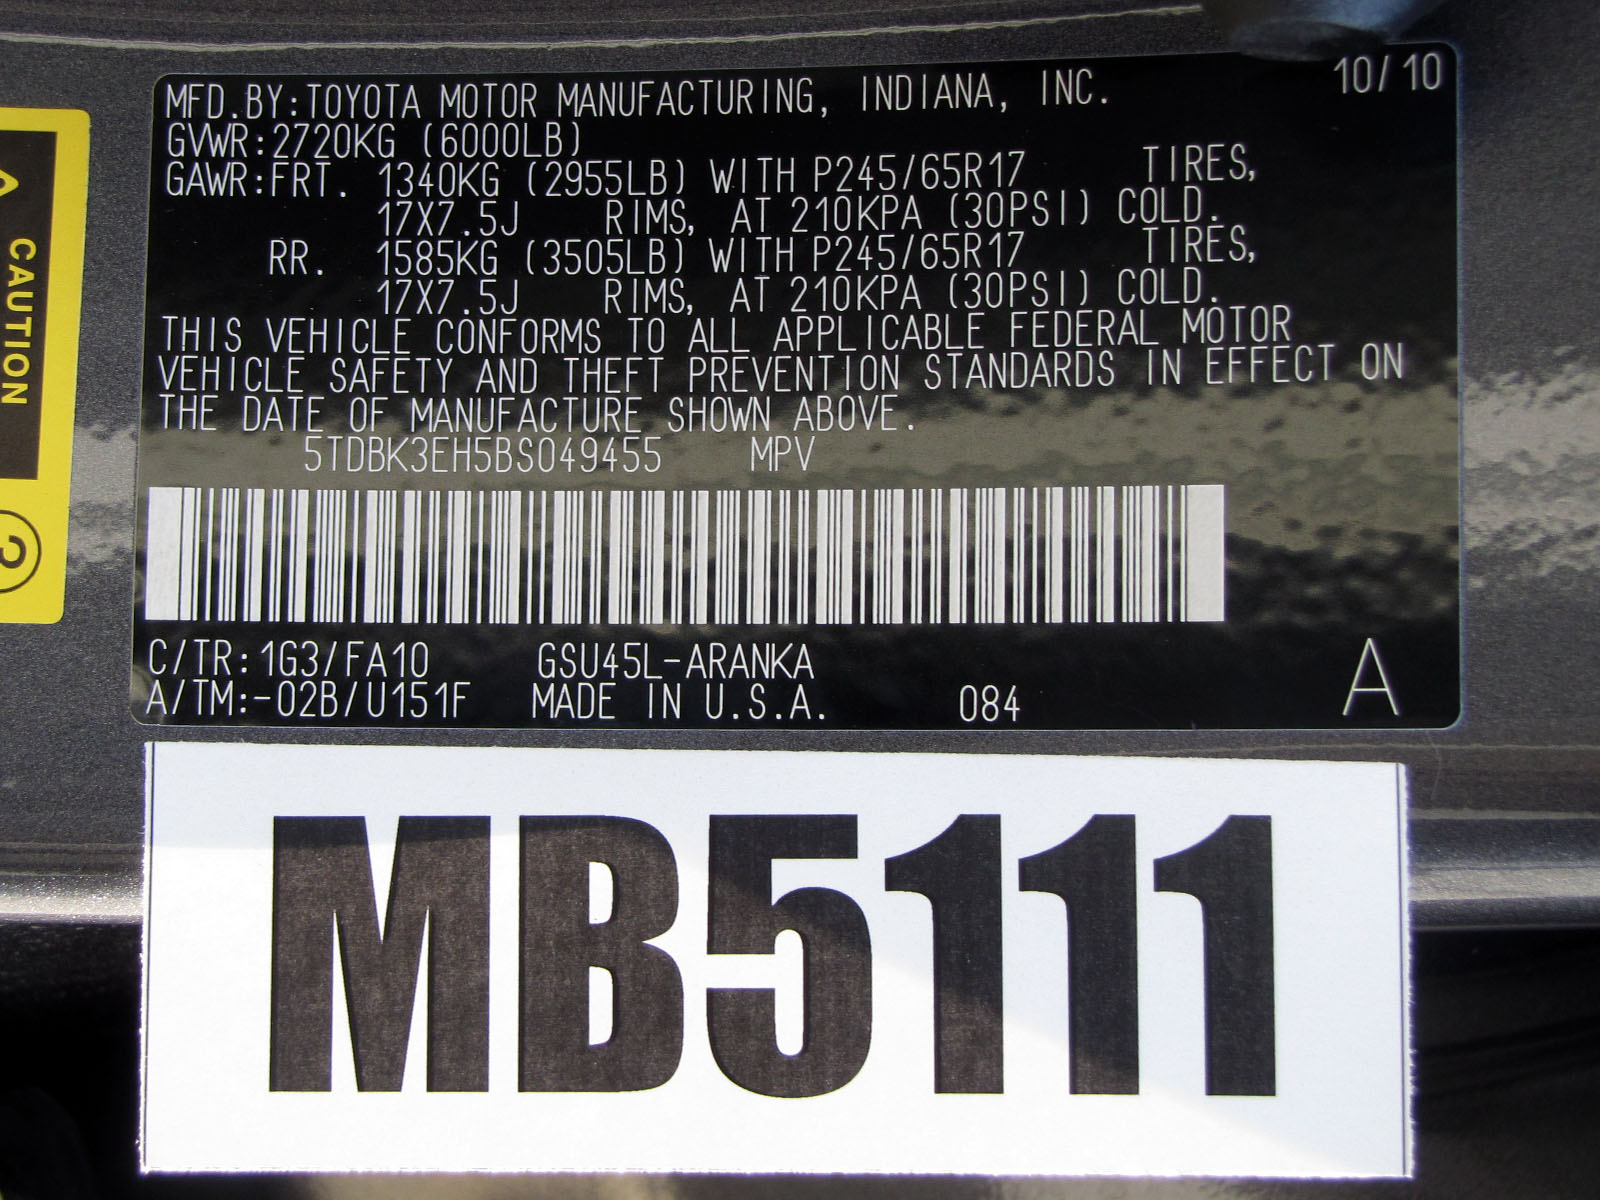 MFD.BY:TOYOTA MOTOR MANUFACTURING, INDIANA, INC. 10/10
GVWR:2720KG (6000LB)
GAWR:FRT. 1340KG (2955LB) WITH P245/65R17 TIRES,
17X7.5J RIMS, AT 210KPA (30PSI) COLD.
RR. 1585KG (3505LB) WITH P245/65R17 TIRES,
17X7.5J RIMS, AT 210KPA (30PSI) COLD.
THIS VEHICLE CONFORMS TO ALL APPLICABLE FEDERAL MOTOR
VEHICLE SAFETY AND THEFT PREVENTION STANDARDS IN EFFECT ON
THE DATE OF MANUFACTURE SHOWN ABOVE.
5TDBK3EH5BS049455 MPV
C/TR:1G3/FA10 GSU45L-ARANKA
A/TM:-02B/U151F MADE IN U.S.A. 084 A
MB5111
CAUTION